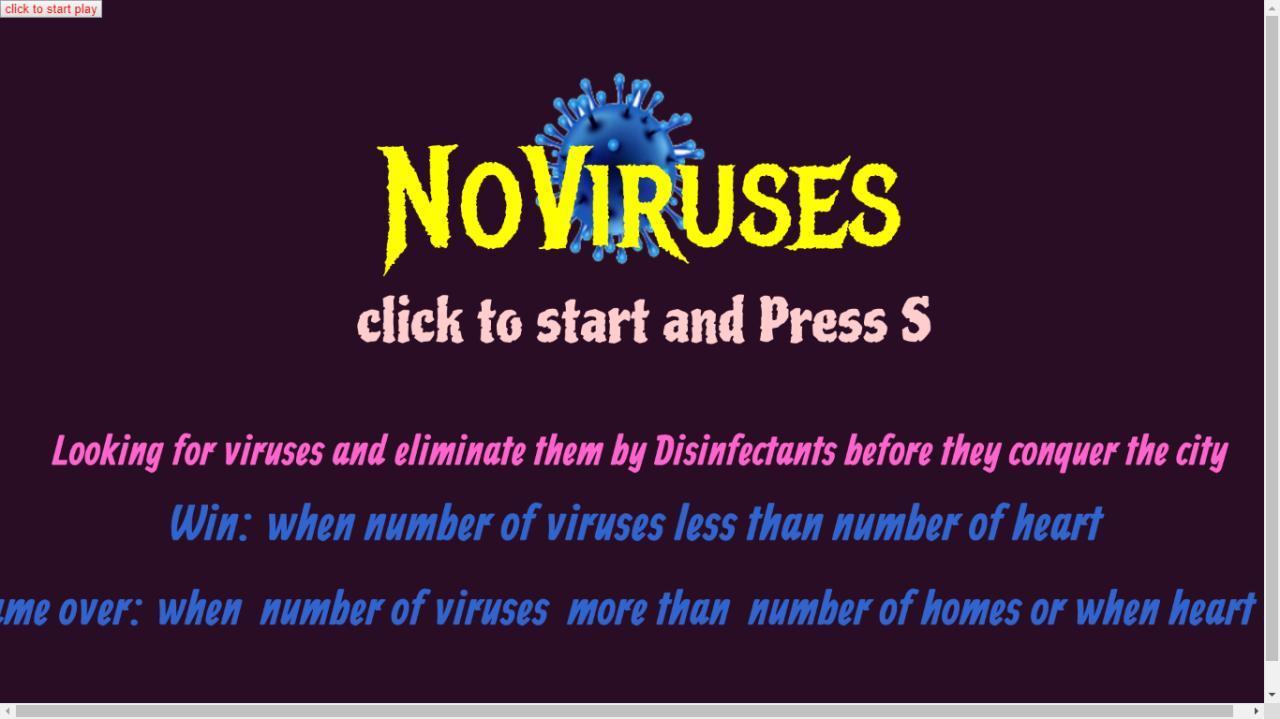 click to start play
NoViruses
click to start and Press S
Looking for viruses and eliminate them by Disinfectants before they conquer the city
Win: when number of viruses less than number of heart
over: when number of viruses more than number of homes or when heart